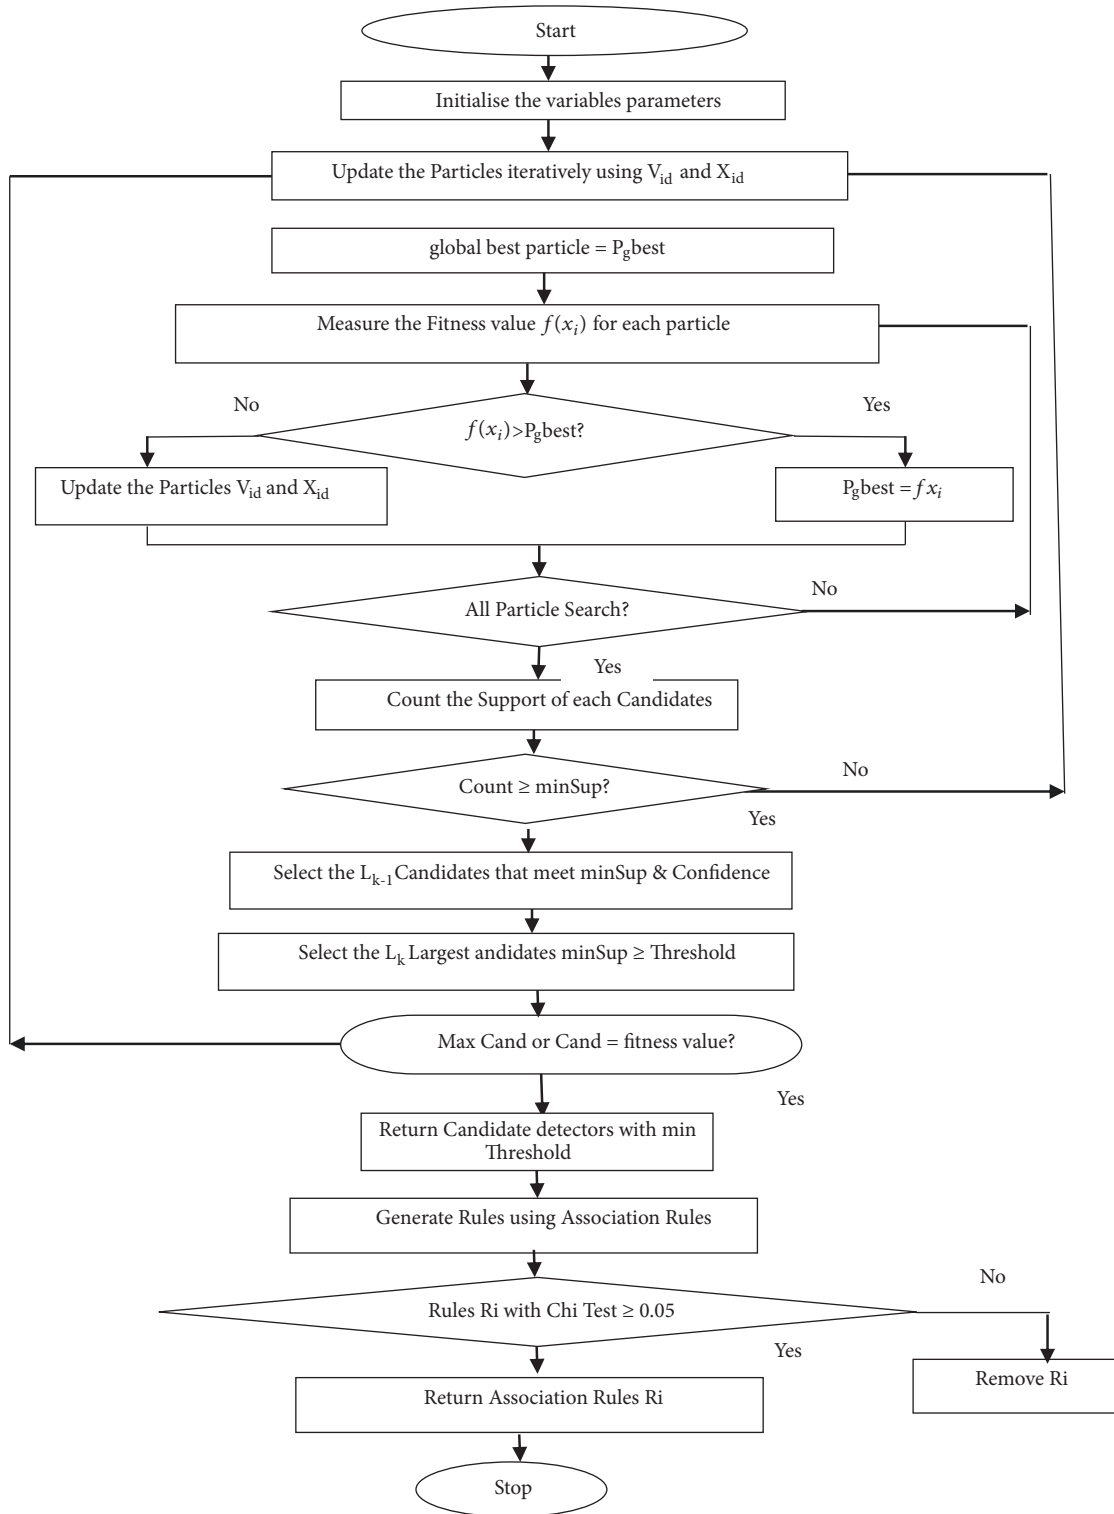 Start
Initialise the variables parameters
Update the Particles iteratively using V_id and X_id
global best particle = P_gbest
Measure the Fitness value f(x_i) for each particle
No
Yes
f(x_i)>P_gbest?
Update the Particles V_id and X_id
P_gbest = f x_i
All Particle Search?
No
Yes
Count the Support of each Candidates
Count ≥ minSup?
No
Yes
Select the L_k-1 Candidates that meet minSup & Confidence
Select the L_k Largest andidates minSup ≥ Threshold
Max Cand or Cand = fitness value?
Yes
Return Candidate detectors with min
Threshold
Generate Rules using Association Rules
No
Rules Ri with Chi Test ≥ 0.05
Yes
Remove Ri
Return Association Rules Ri
Stop